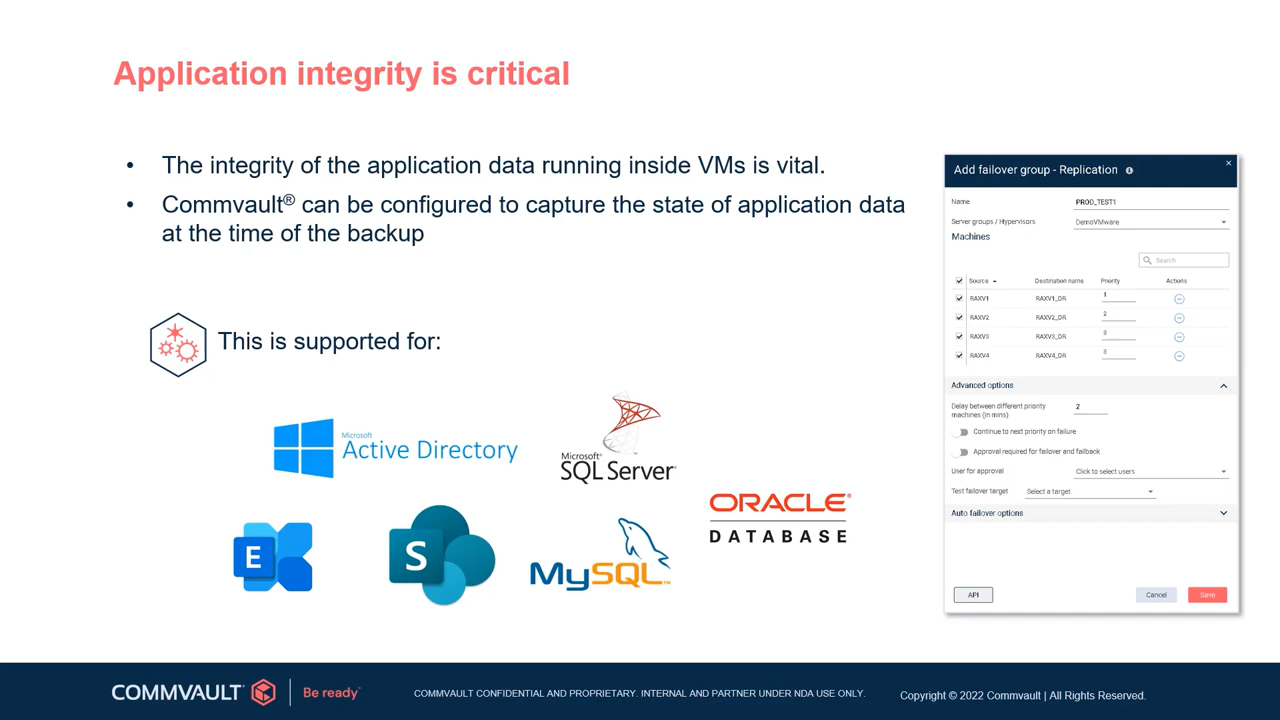 Application integrity is critical
• The integrity of the application data running inside VMs is vital.
• Commvault® can be configured to capture the state of application data
at the time of the backup
This is supported for:
Microsoft
Active Directory
Microsoft®
SQL Server®
ORACLE®
DATABASE
E
S
MySQL™
Add failover group - Replication
Name PROD_TEST1
Server groups / Hypervisors DemoVMware
Machines
Search
Source Destination name Priority Actions
RAXV1 RAXV1_DR 1
RAXV2 RAXV2_DR 2
RAXV3 RAXV3_DR 3
RAXV4 RAXV4_DR 3
Advanced options
Delay between different priority
machines (in mins) 2
Continue to next priority on failure
Approval required for failover and failback
User for approval Click to select users
Test failover target Select a target
Auto failover options
API Cancel Save
COMMVAULT Be ready
COMMVAULT CONFIDENTIAL AND PROPRIETARY. INTERNAL AND PARTNER UNDER NDA USE ONLY.
Copyright © 2022 Commvault | All Rights Reserved.